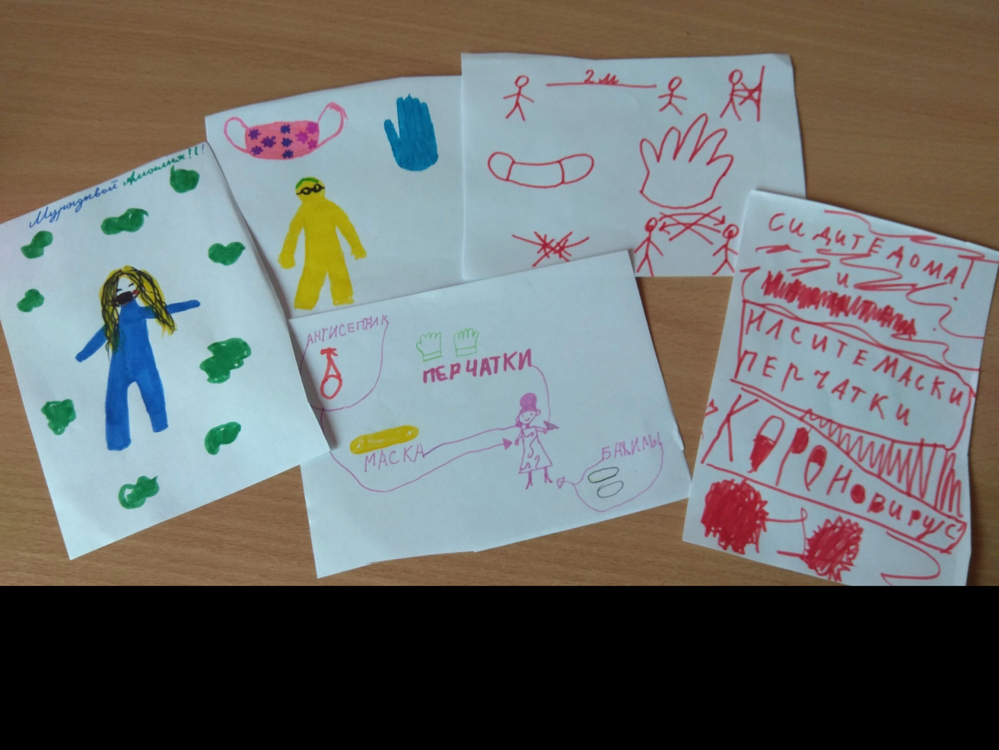 2м
АНТИСЕПТИК
ПЕРЧАТКИ
МАСКА
БАХИЛЫ
СИДИТЕ ДОМА!
И
НАСИТЕ МАСКИ
ПЕРЧАТКИ
КОРОНОВИРУС